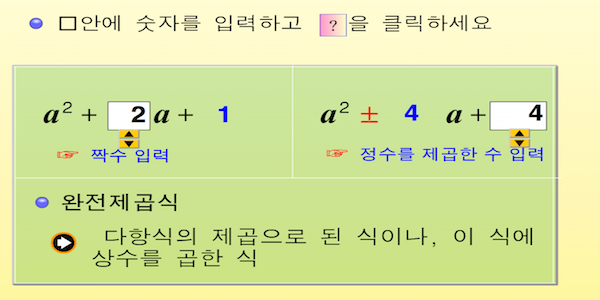 □안에 숫자를 입력하고 ?을 클릭하세요
a² + 2 a + 1
a² ± 4 a + 4
☞ 짝수 입력
☞ 정수를 제곱한 수 입력
완전제곱식
다항식의 제곱으로 된 식이나, 이 식에
상수를 곱한 식